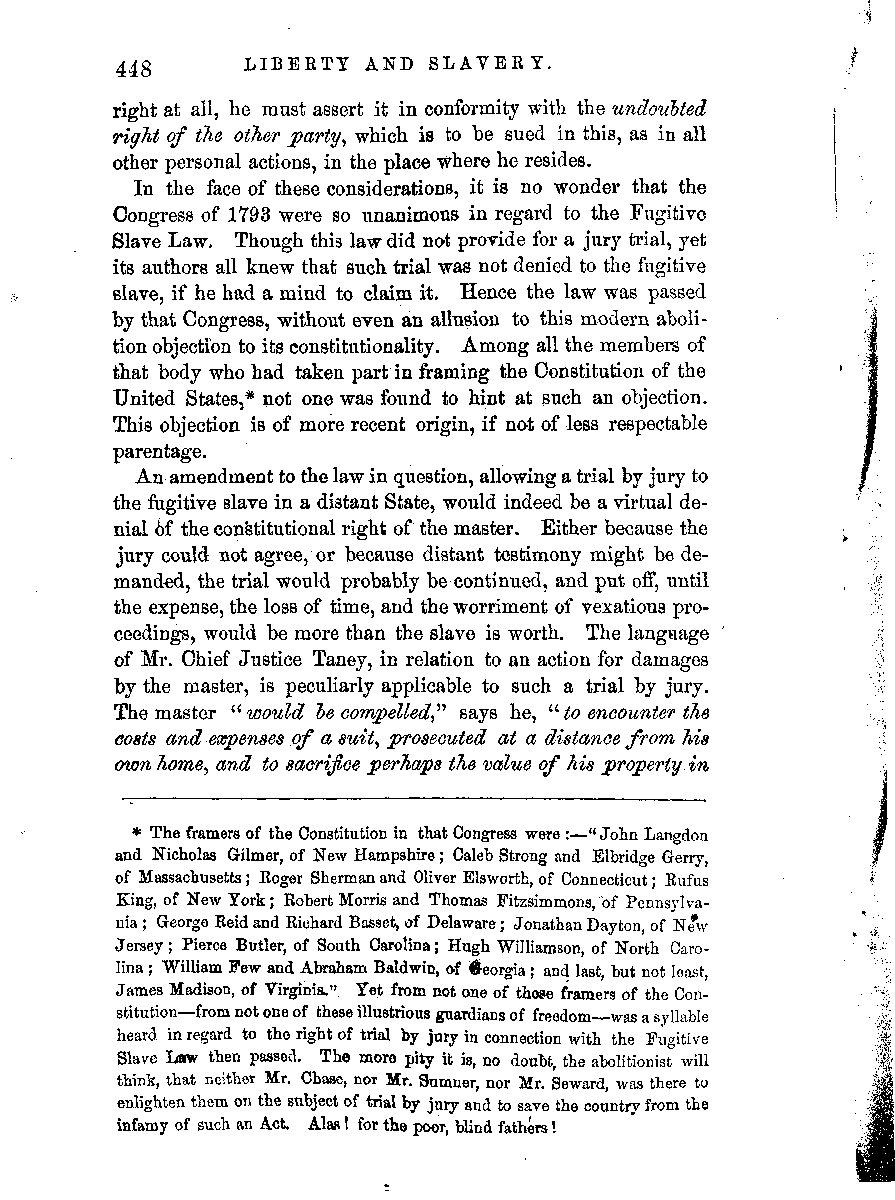 448 LIBERTY AND SLAVERY.
right at all, he must assert it in conformity with the undoubted
right of the other party, which is to be sued in this, as in all
other personal actions, in the place where he resides.
In the face of these considerations, it is no wonder that the
Congress of 1793 were so unanimous in regard to the Fugitive
Slave Law. Though this law did not provide for a jury trial, yet
its authors all knew that such trial was not denied to the fugitive
slave, if he had a mind to claim it. Hence the law was passed
by that Congress, without even an allusion to this modern aboli-
tion objection to its constitutionality. Among all the members of
that body who had taken part in framing the Constitution of the
United States,* not one was found to hint at such an objection.
This objection is of more recent origin, if not of less respectable
parentage.
An amendment to the law in question, allowing a trial by jury to
the fugitive slave in a distant State, would indeed be a virtual de-
nial of the constitutional right of the master. Either because the
jury could not agree, or because distant testimony might be de-
manded, the trial would probably be continued, and put off, until
the expense, the loss of time, and the worriment of vexatious pro-
ceedings, would be more than the slave is worth. The language
of Mr. Chief Justice Taney, in relation to an action for damages
by the master, is peculiarly applicable to such a trial by jury.
The master "would be compelled," says he, "to encounter the
costs and expenses of a suit, prosecuted at a distance from his
own home, and to sacrifice perhaps the value of his property in
* The framers of the Constitution in that Congress were:—"John Langdon
and Nicholas Gilmer, of New Hampshire; Caleb Strong and Elbridge Gerry,
of Massachusetts; Roger Sherman and Oliver Elsworth, of Connecticut; Rufus
King, of New York; Robert Morris and Thomas Fitzsimmons, of Pennsylva-
nia; George Reid and Richard Basset, of Delaware; Jonathan Dayton, of New
Jersey; Pierce Butler, of South Carolina; Hugh Williamson, of North Caro-
lina; William Few and Abraham Baldwin, of Georgia; and last, but not least,
James Madison, of Virginia." Yet from not one of those framers of the Con-
stitution—from not one of these illustrious guardians of freedom—was a syllable
heard in regard to the right of trial by jury in connection with the Fugitive
Slave Law then passed. The more pity it is, no doubt, the abolitionist will
think, that neither Mr. Chase, nor Mr. Sumner, nor Mr. Seward, was there to
enlighten them on the subject of trial by jury and to save the country from the
infamy of such an Act. Alas! for the poor, blind fathers!